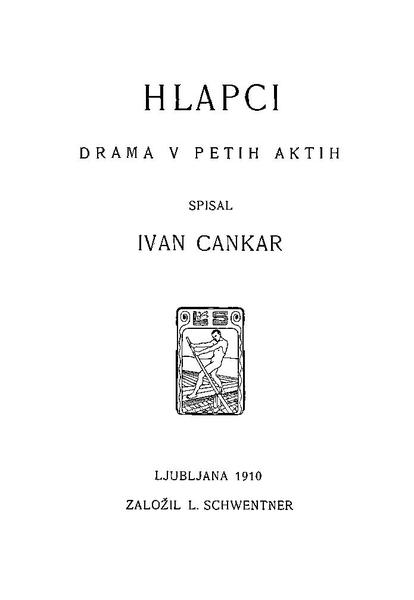 HLAPCI
DRAMA V PETIH AKTIH
SPISAL
IVAN CANKAR
LJUBLJANA 1910
ZALOŽIL L. SCHWENTNER